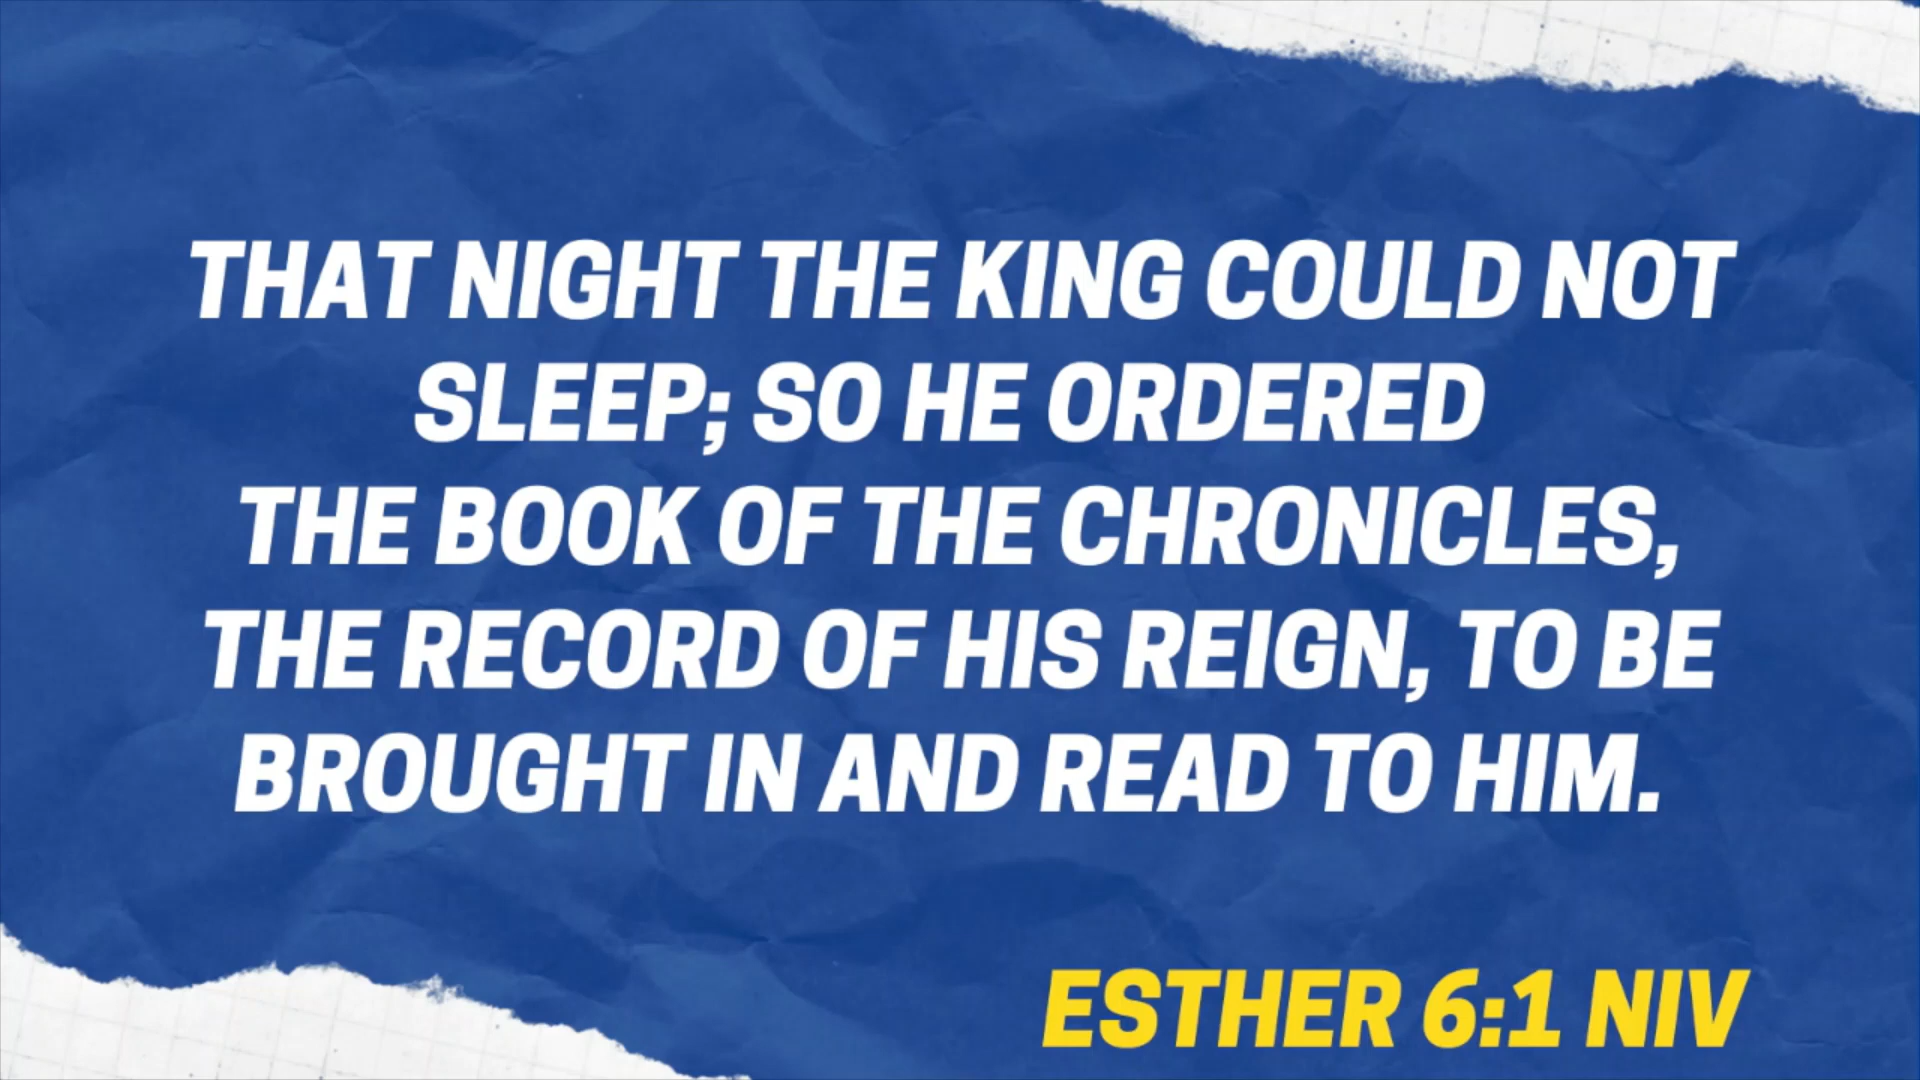 THAT NIGHT THE KING COULD NOT
SLEEP; SO HE ORDERED
THE BOOK OF THE CHRONICLES,
THE RECORD OF HIS REIGN, TO BE
BROUGHT IN AND READ TO HIM.
ESTHER 6:1 NIV